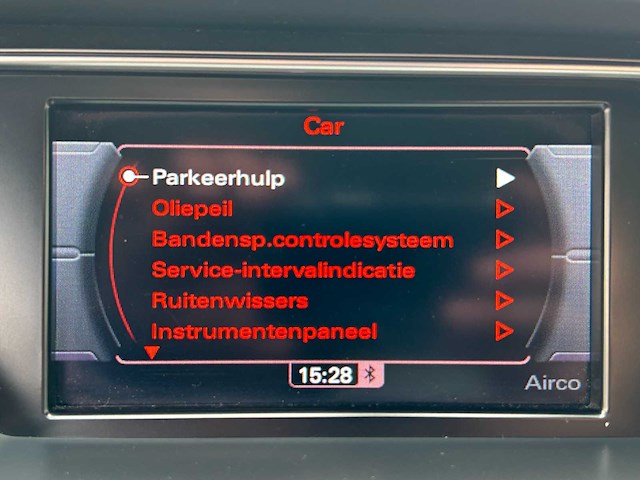 Car
Parkeerhulp
Oliepeil
Bandensp.controlesysteem
Service-intervalindicatie
Ruitenwissers
Instrumentenpaneel
15:28
Airco